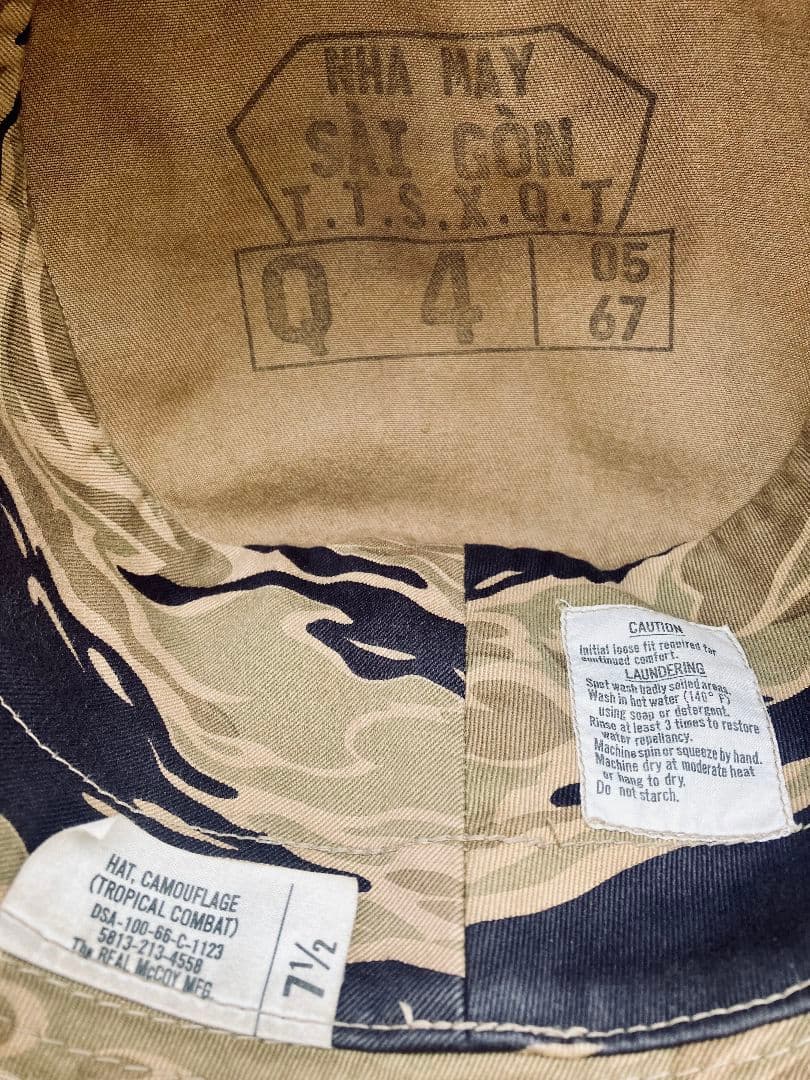 NHA MAY
SÀI GÒN
T.T.S.X.Q.T
Q 4
05
67
CAUTION
Initial loose fit required for
continued comfort.
LAUNDERING
Spot wash badly soiled areas.
Wash in hot water (140° F)
using soap or detergent.
Rinse at least 3 times to restore
water repellancy.
Machine spin or squeeze by hand.
Machine dry at moderate heat
or hang to dry.
Do not starch.
HAT, CAMOUFLAGE
(TROPICAL COMBAT)
DSA-100-66-C-1123
5813-213-4558
The REAL McCOY MFG.
7½